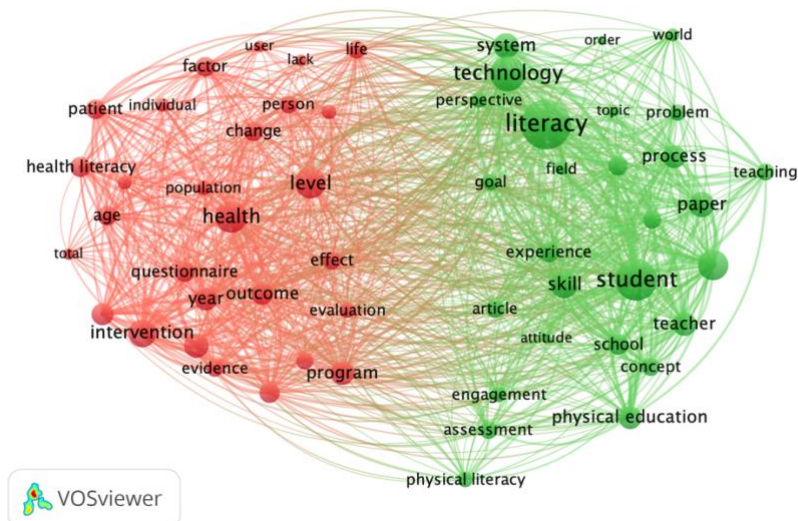 user
life
system
order
world
factor
lack
technology
patient
individual
person
perspective
topic
problem
change
literacy
health literacy
population
level
goal
field
process
teaching
age
health
paper
total
questionnaire
effect
experience
student
year
outcome
skill
intervention
evaluation
article
attitude
teacher
evidence
program
school
concept
engagement
physical education
assessment
physical literacy
VOSviewer